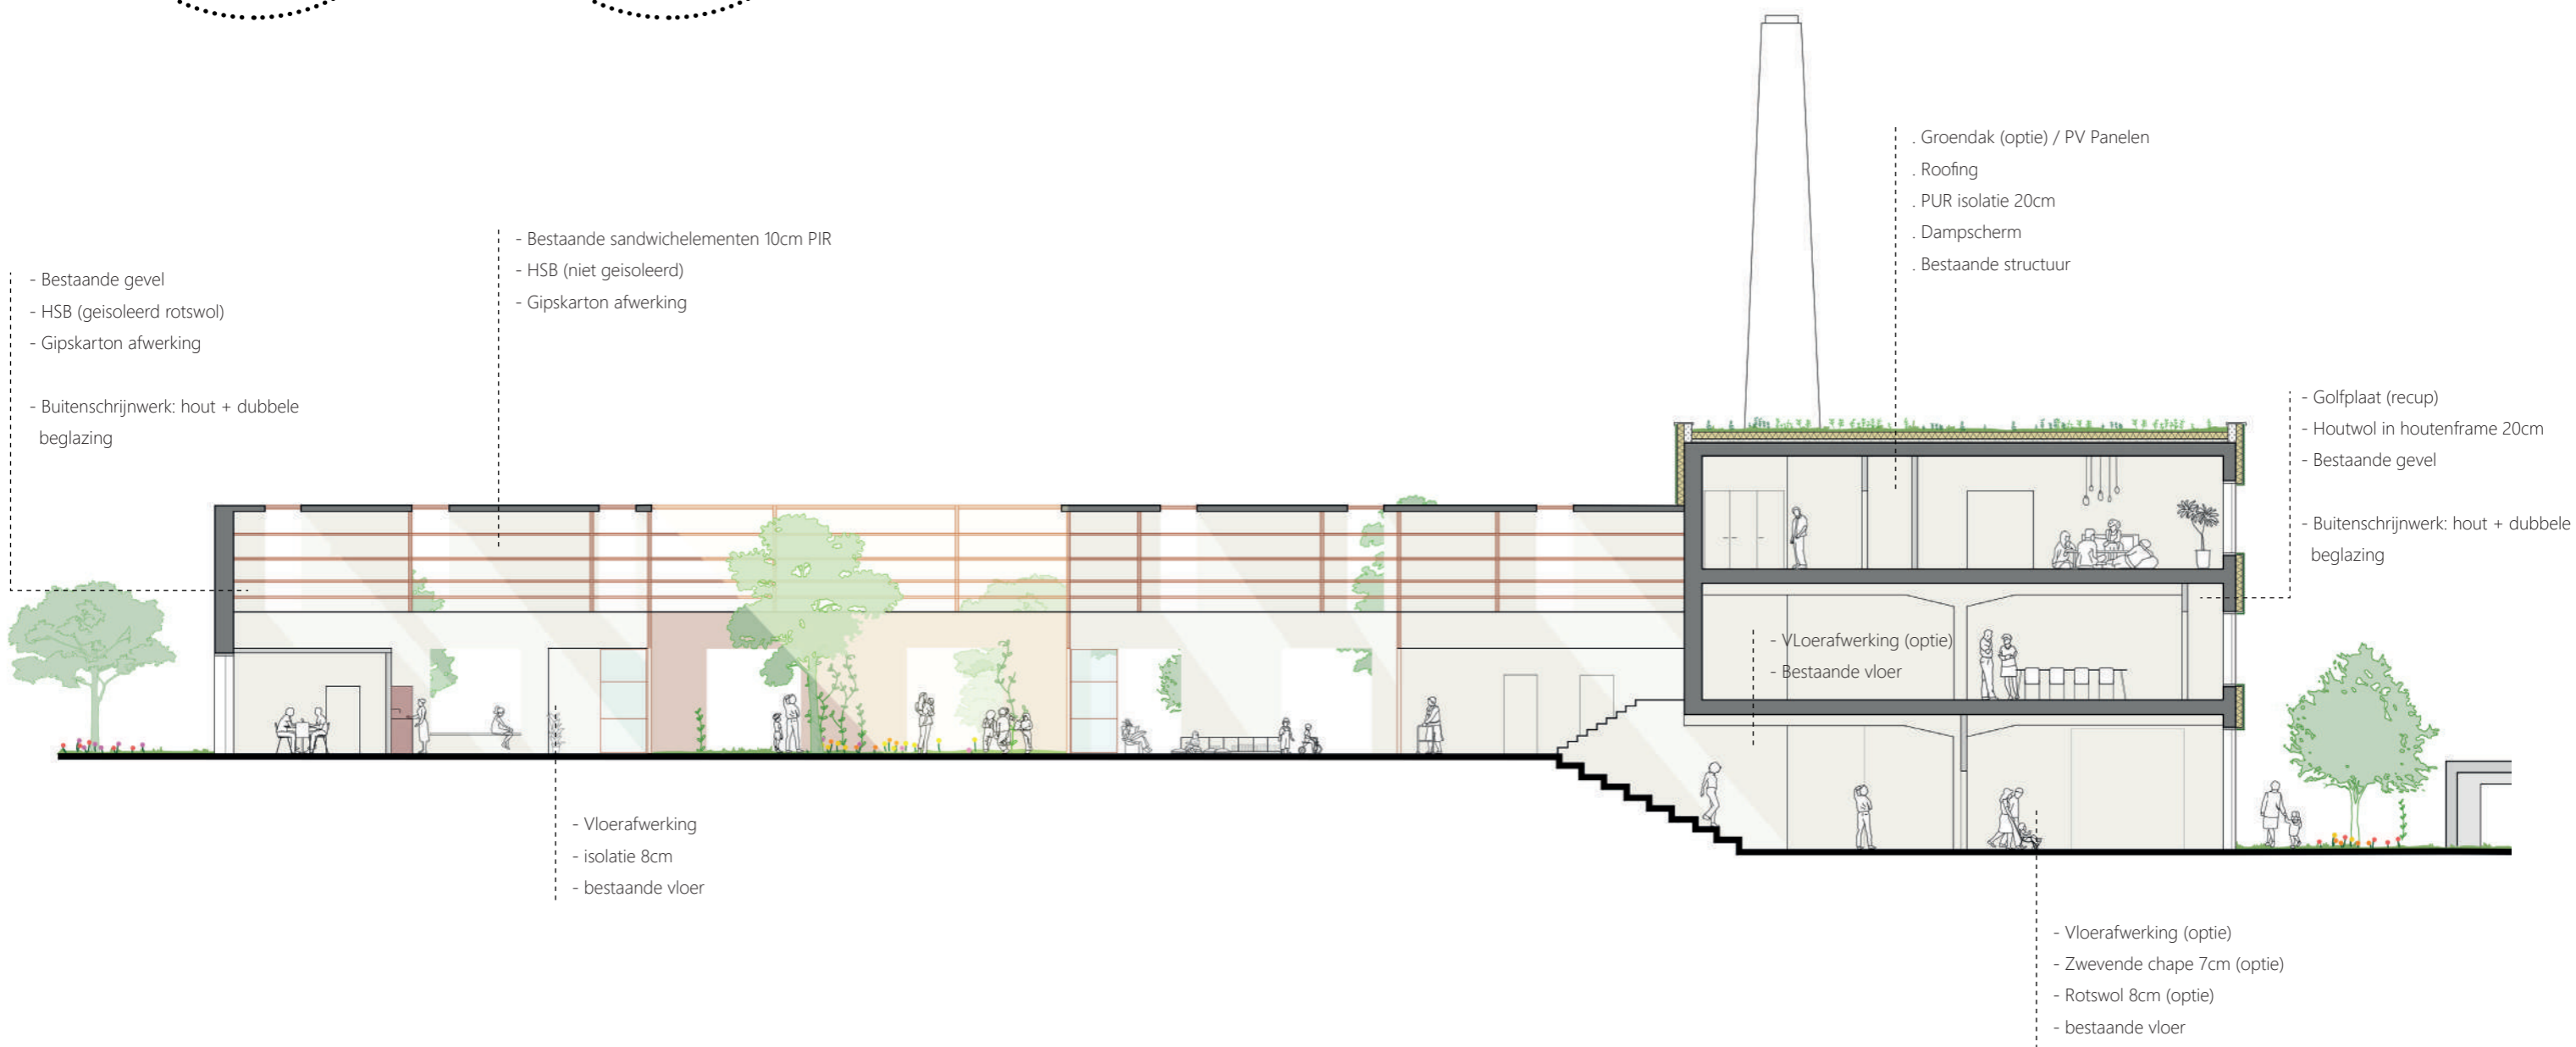 . Groendak (optie) / PV Panelen
. Roofing
. PUR isolatie 20cm
. Dampscherm
. Bestaande structuur
- Bestaande sandwichelementen 10cm PIR
- HSB (niet geisoleerd)
- Gipskarton afwerking
- Bestaande gevel
- HSB (geisoleerd rotswol)
- Gipskarton afwerking
- Buitenschrijnwerk: hout + dubbele
beglazing
- Golfplaat (recup)
- Houtwol in houtenframe 20cm
- Bestaande gevel
- Buitenschrijnwerk: hout + dubbele
beglazing
- VLoerafwerking (optie)
- Bestaande vloer
- Vloerafwerking
- isolatie 8cm
- bestaande vloer
- Vloerafwerking (optie)
- Zwevende chape 7cm (optie)
- Rotswol 8cm (optie)
- bestaande vloer